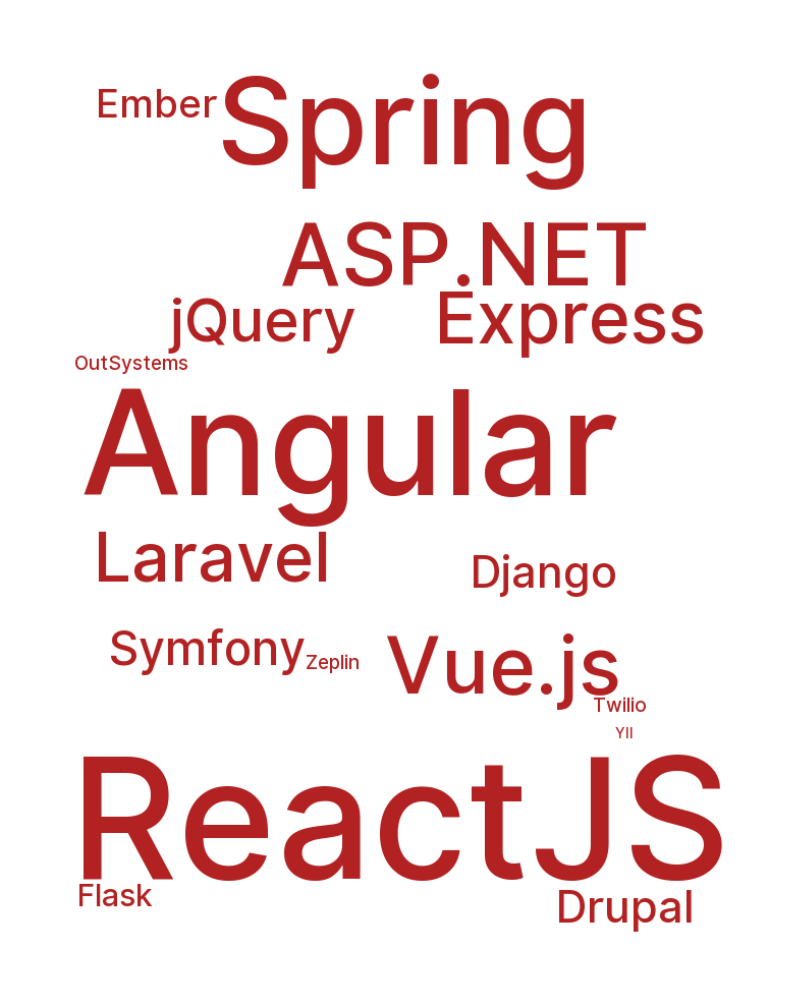 Ember
Spring
ASP.NET
jQuery
Express
OutSystems
Angular
Laravel
Django
Symfony
Zeplin
Vue.js
Twilio
YII
ReactJS
Flask
Drupal